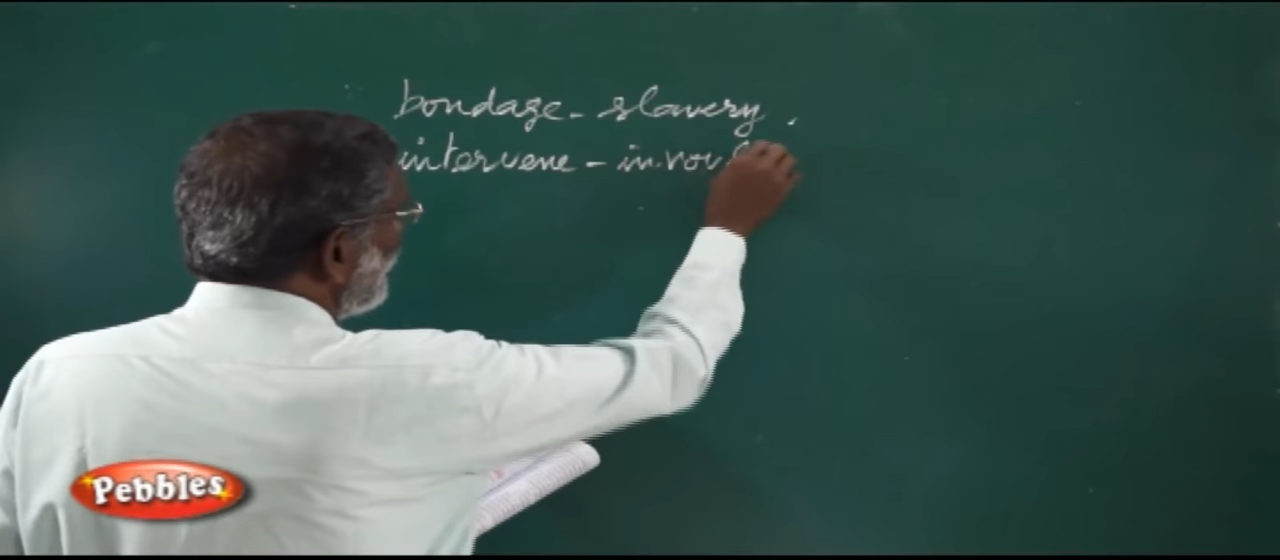 bondage - slavery.
intervene -
Pebbles